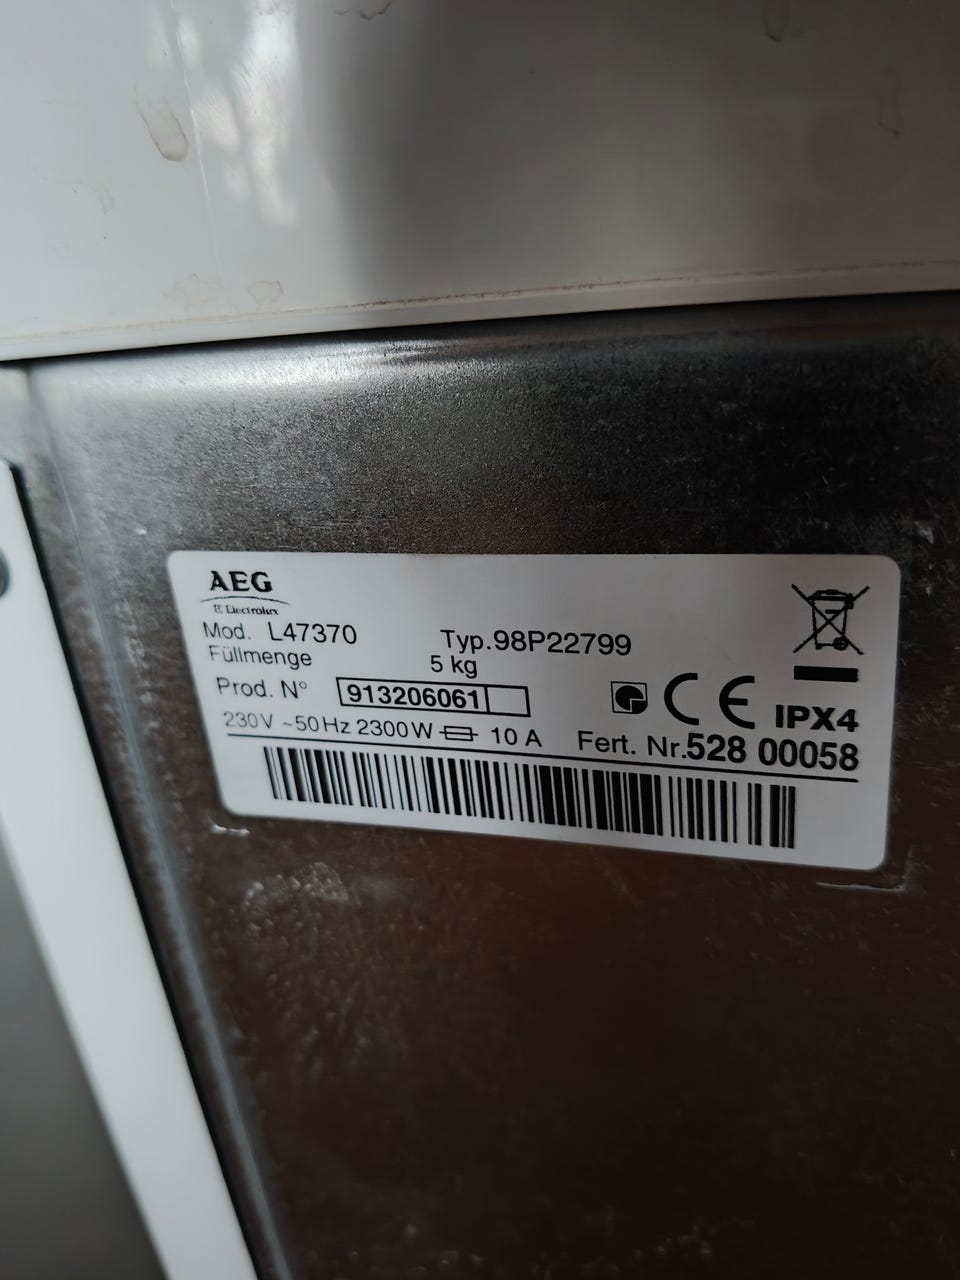 AEG
Electrolux
Mod. L47370 Typ.98P22799
Füllmenge 5 kg
Prod. N° 913206061
IPX4
230V ~50Hz 2300W 10 A Fert. Nr.528 00058